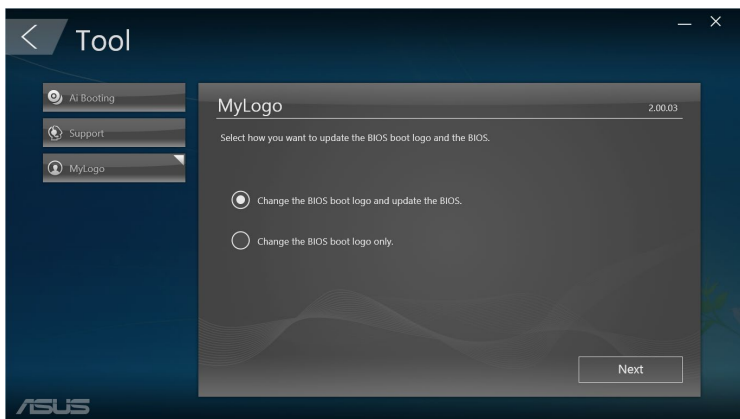 Tool
Ai Booting
Support
MyLogo
MyLogo
2.00.03
Select how you want to update the BIOS boot logo and the BIOS.
Change the BIOS boot logo and update the BIOS.
Change the BIOS boot logo only.
Next
ASUS